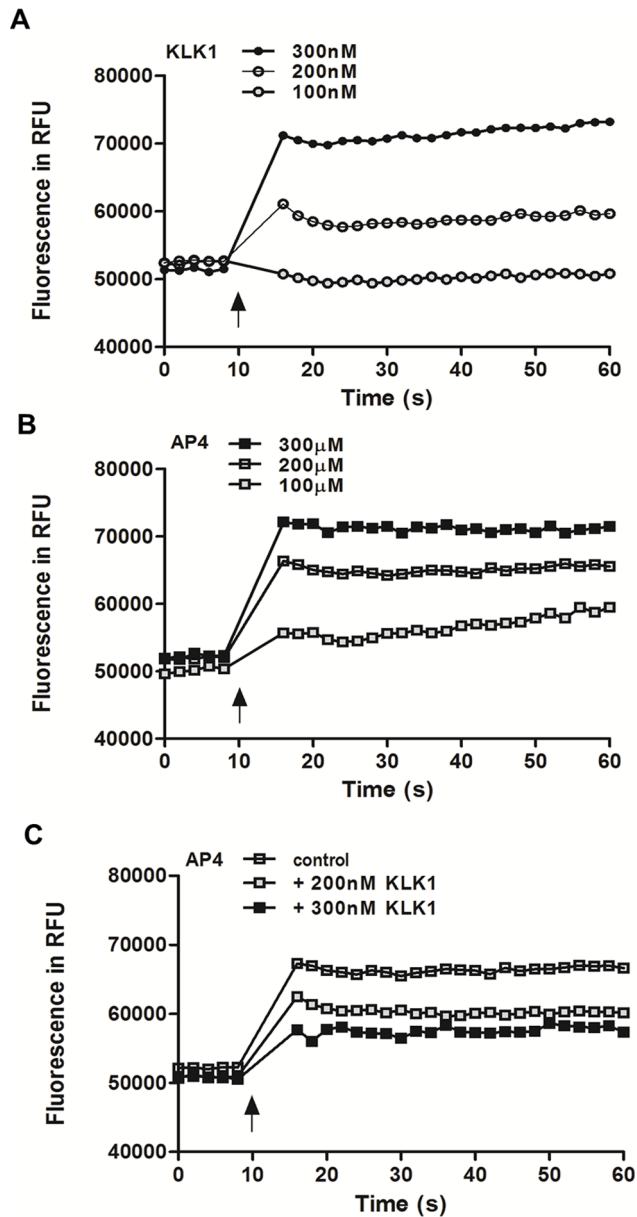 A
KLK1 300nM
200nM
100nM
80000
70000
60000
50000
40000
Fluorescence in RFU
0 10 20 30 40 50 60
Time (s)
B
AP4 300μM
200μM
100μM
80000
70000
60000
50000
40000
Fluorescence in RFU
0 10 20 30 40 50 60
Time (s)
C
AP4 control
+ 200nM KLK1
+ 300nM KLK1
80000
70000
60000
50000
40000
Fluorescence in RFU
0 10 20 30 40 50 60
Time (s)